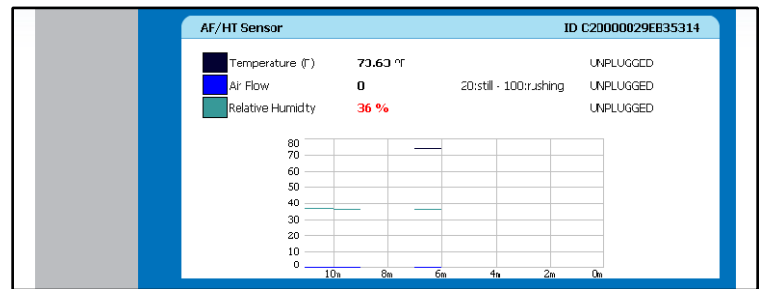 AF/HT Sensor ID C20000029EB35314
Temperature (F) 73.63 °F UNPLUGGED
Air Flow 0 20:still - 100:rushing UNPLUGGED
Relative Humidty 36 % UNPLUGGED
80
70
60
50
40
30
20
10
0
10m 8m 6m 4m 2m 0m